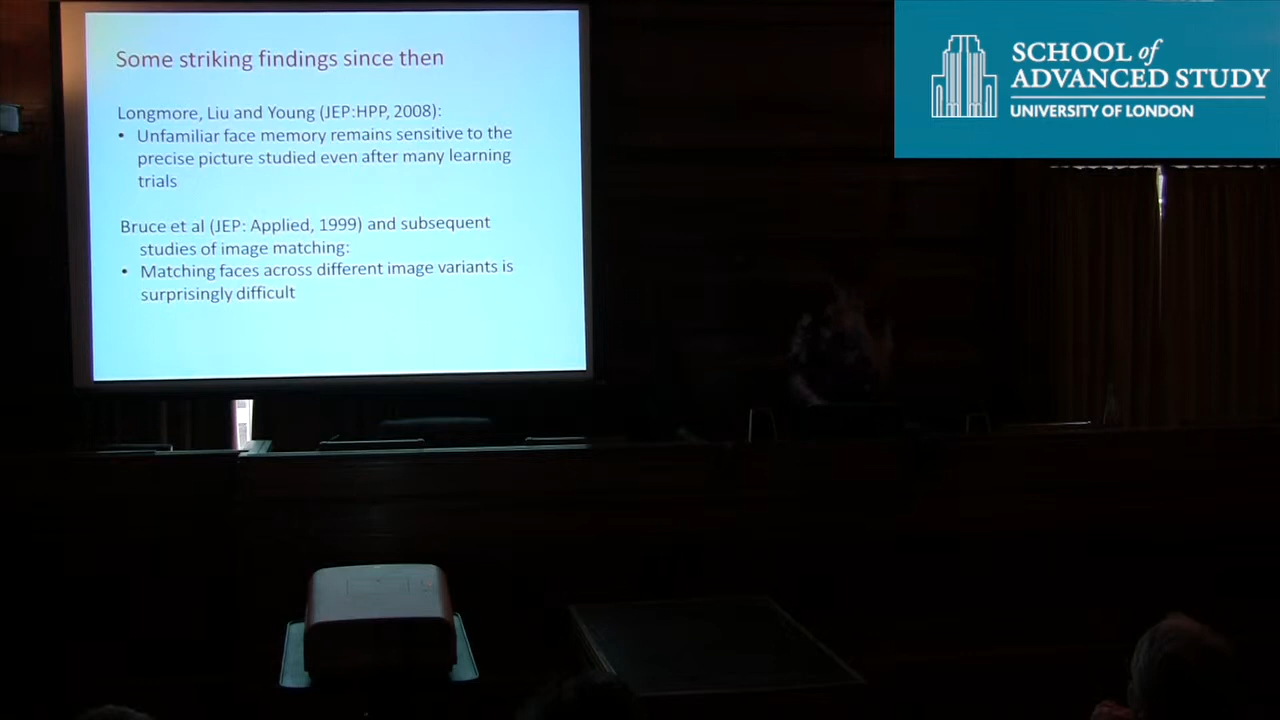 Some striking findings since then
Longmore, Liu and Young (JEP:HPP, 2008):
• Unfamiliar face memory remains sensitive to the
precise picture studied even after many learning
trials
Bruce et al (JEP: Applied, 1999) and subsequent
studies of image matching:
• Matching faces across different image variants is
surprisingly difficult
SCHOOL of
ADVANCED STUDY
UNIVERSITY OF LONDON